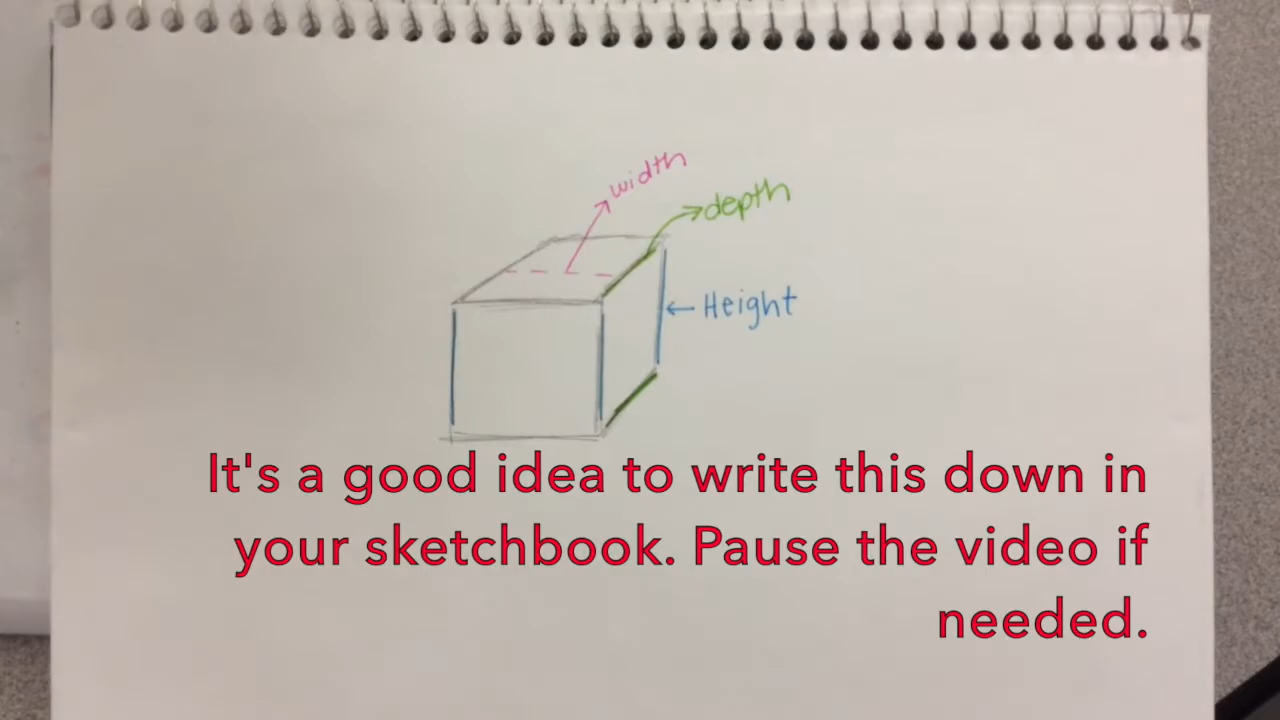 width
depth
Height
It's a good idea to write this down in
your sketchbook. Pause the video if
needed.